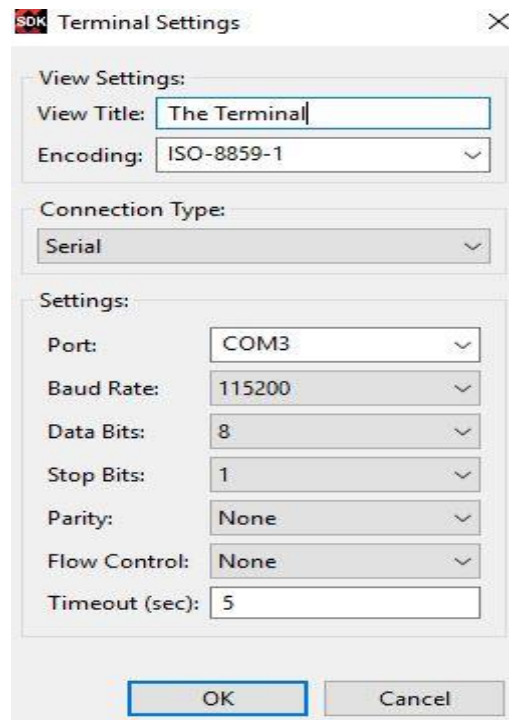 SDK Terminal Settings
View Settings:
View Title: The Terminal
Encoding: ISO-8859-1
Connection Type:
Serial
Settings:
Port: COM3
Baud Rate: 115200
Data Bits: 8
Stop Bits: 1
Parity: None
Flow Control: None
Timeout (sec): 5
OK Cancel